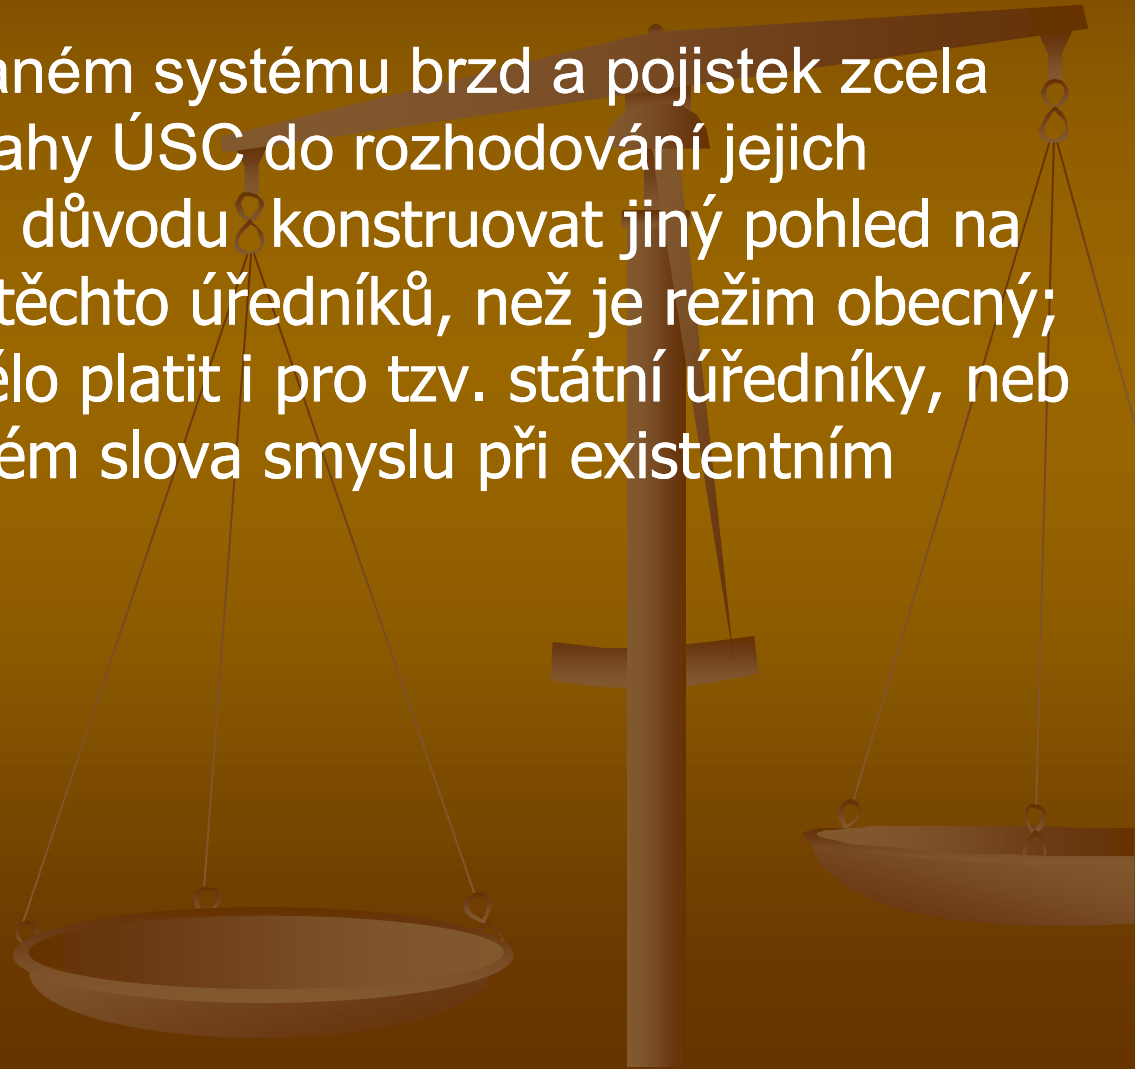 aném systému brzd a pojistek zcela
ahy ÚSC do rozhodování jejich
důvodu konstruovat jiný pohled na
těchto úředníků, než je režim obecný;
ělo platit i pro tzv. státní úředníky, neb
ém slova smyslu při existentním